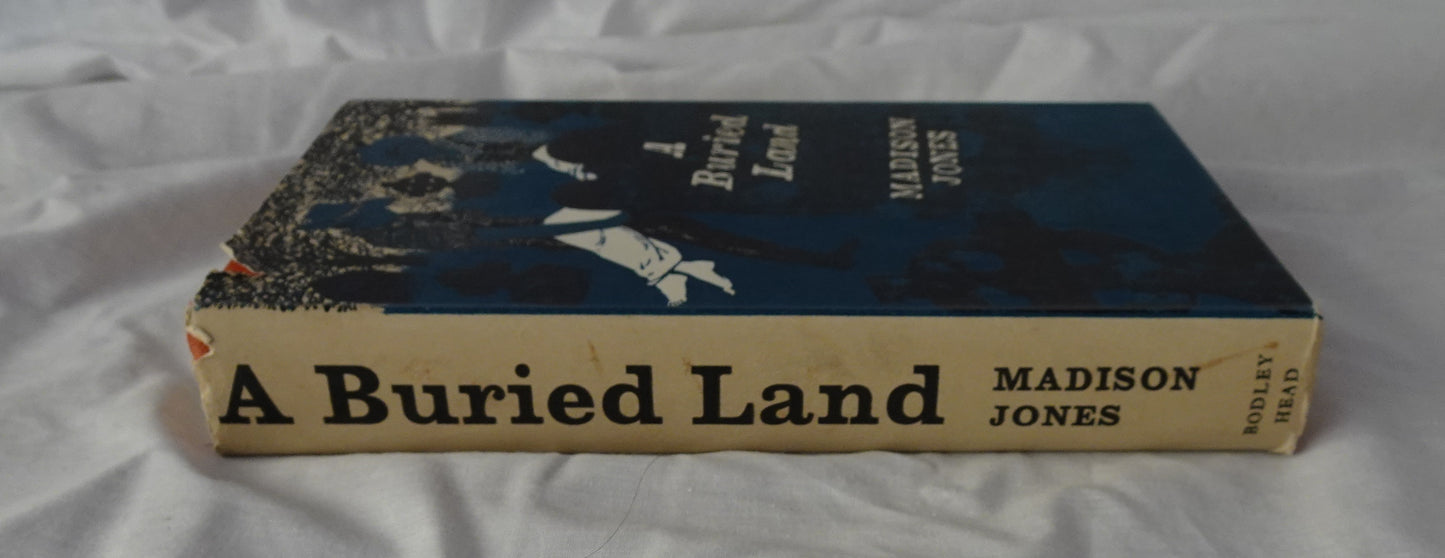 A
Buried
Land
MADISON
JONES
A Buried Land
MADISON
JONES
BODLEY
HEAD